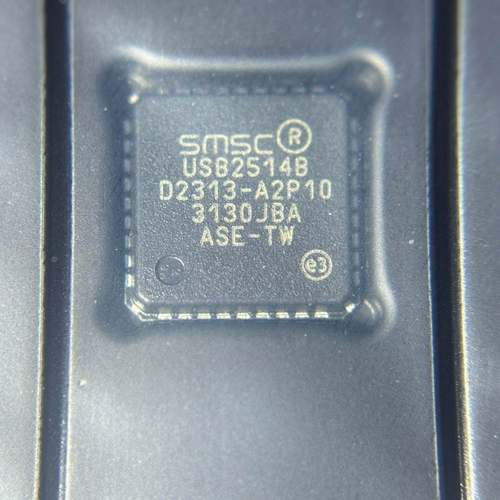 smsc®
USB2514B
D2313-A2P10
3130JBA
ASE-TW
e3